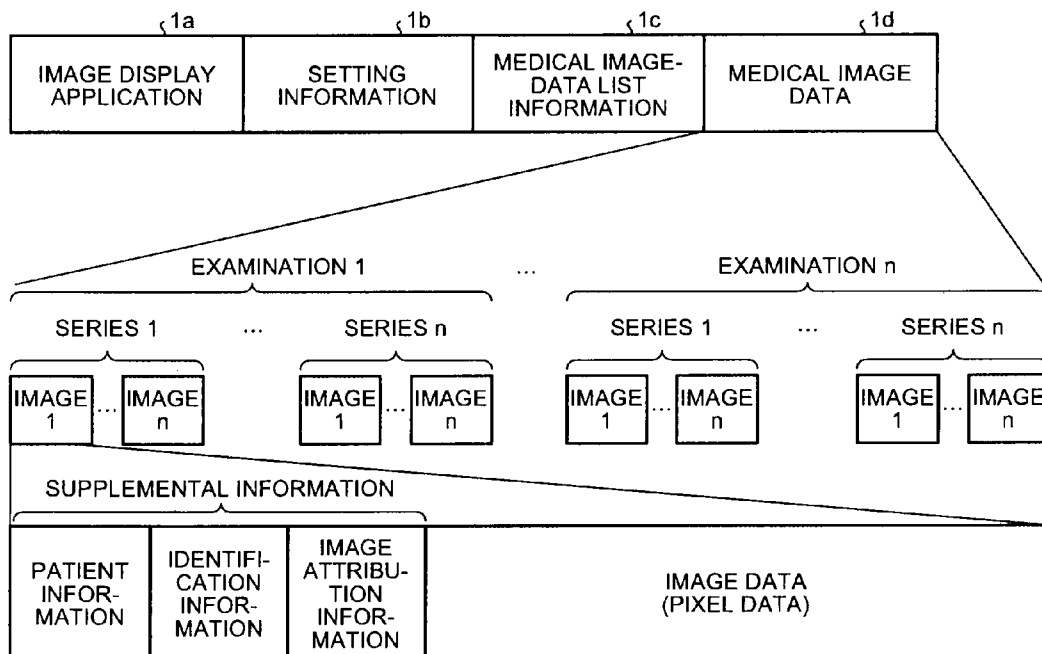 1a 1b 1c 1d
IMAGE DISPLAY
APPLICATION
SETTING
INFORMATION
MEDICAL IMAGE-
DATA LIST
INFORMATION
MEDICAL IMAGE
DATA
EXAMINATION 1 ... EXAMINATION n
SERIES 1 ... SERIES n SERIES 1 ... SERIES n
IMAGE
1
...
IMAGE
n
IMAGE
1
...
IMAGE
n
IMAGE
1
...
IMAGE
n
IMAGE
1
...
IMAGE
n
SUPPLEMENTAL INFORMATION
PATIENT
INFOR-
MATION
IDENTIFI-
CATION
INFOR-
MATION
IMAGE
ATTRIBU-
TION
INFOR-
MATION
IMAGE DATA
(PIXEL DATA)